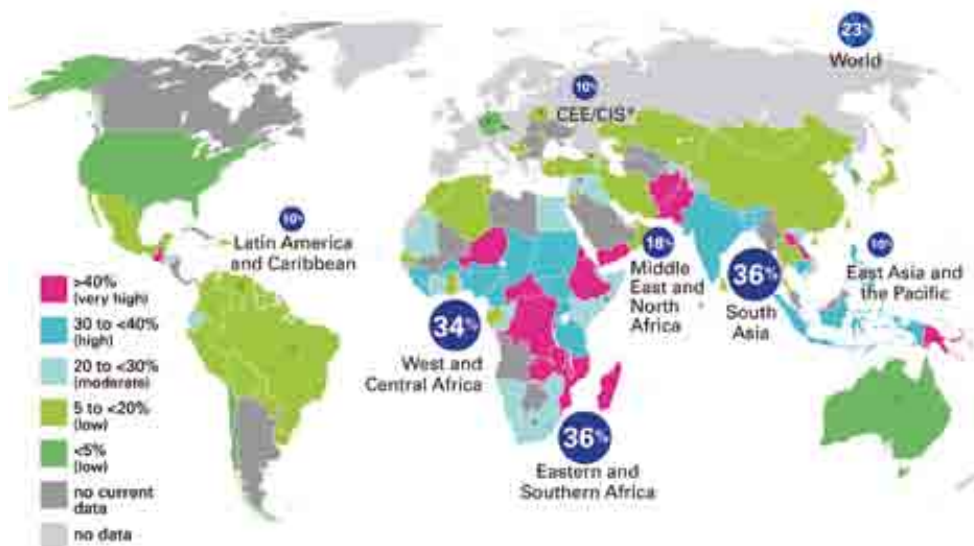 23%
World
10%
CEE/CIS*
10%
Latin America
and Caribbean
18%
Middle
East and
North
Africa
36%
South
Asia
10%
East Asia and
the Pacific
34%
West and
Central Africa
36%
Eastern and
Southern Africa
>40%
(very high)
30 to <40%
(high)
20 to <30%
(moderate)
5 to <20%
(low)
<5%
(low)
no current
data
no data